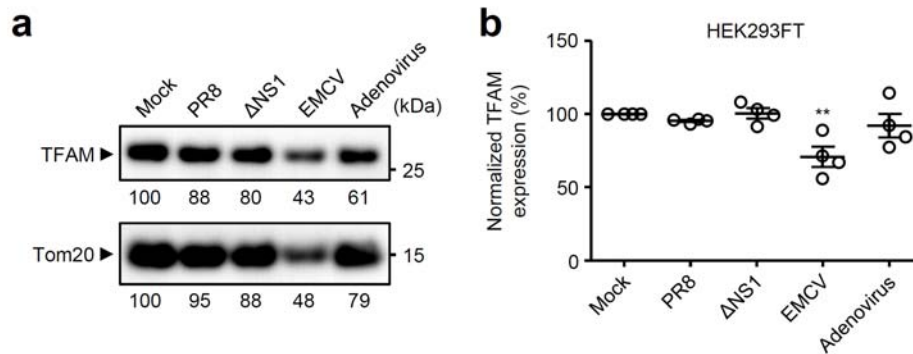 a
Mock PR8 ΔNS1 EMCV Adenovirus (kDa)
TFAM
25
100 88 80 43 61
Tom20
15
100 95 88 48 79
b
HEK293FT
Normalized TFAM
expression (%)
150
100
50
0
**
Mock PR8 ΔNS1 EMCV Adenovirus